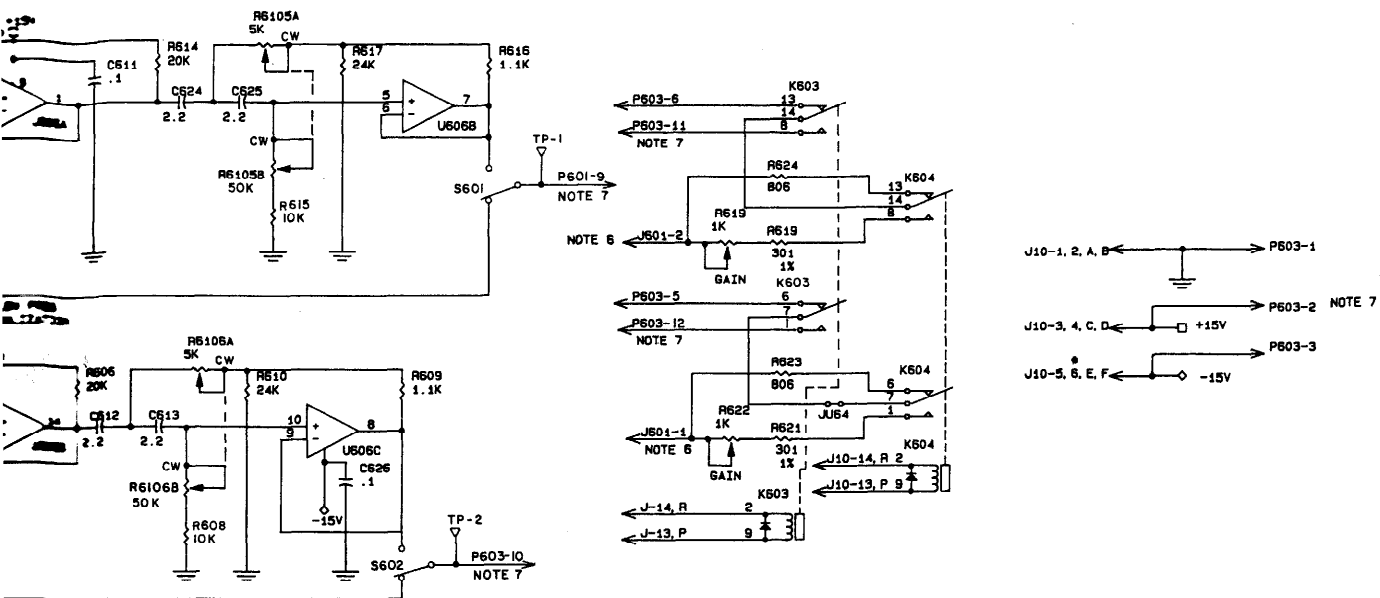 R6105A
5K
CW
R614
20K
R617
24K
R616
1.1K
C611
.1
C624
2.2
C625
2.2
1
5
6
7
U606B
CW
R6105B
50K
R615
10K
S601
TP-1
P601-9
NOTE 7
K603
P603-6
13
14
P603-11
8
NOTE 7
R624
806
K604
13
14
8
R619
1K
NOTE 6
J601-2
R619
301
1%
GAIN
K603
P603-5
6
7
P603-12
1
NOTE 7
R623
806
K604
6
7
1
JU64
R622
1K
J601-1
NOTE 6
R621
301
1%
GAIN
K604
J10-14, R 2
J10-13, P 9
K603
J-14, R
2
J-13, P
9
J10-1, 2, A, B
P603-1
P603-2
NOTE 7
J10-3, 4, C, D
+15V
P603-3
J10-5, 6, E, F
-15V
R6106A
5K
CW
R606
20K
R610
24K
R609
1.1K
C612
2.2
C613
2.2
10
9
8
U606C
C626
.1
-15V
CW
R6106B
50K
R608
10K
TP-2
S602
P603-10
NOTE 7